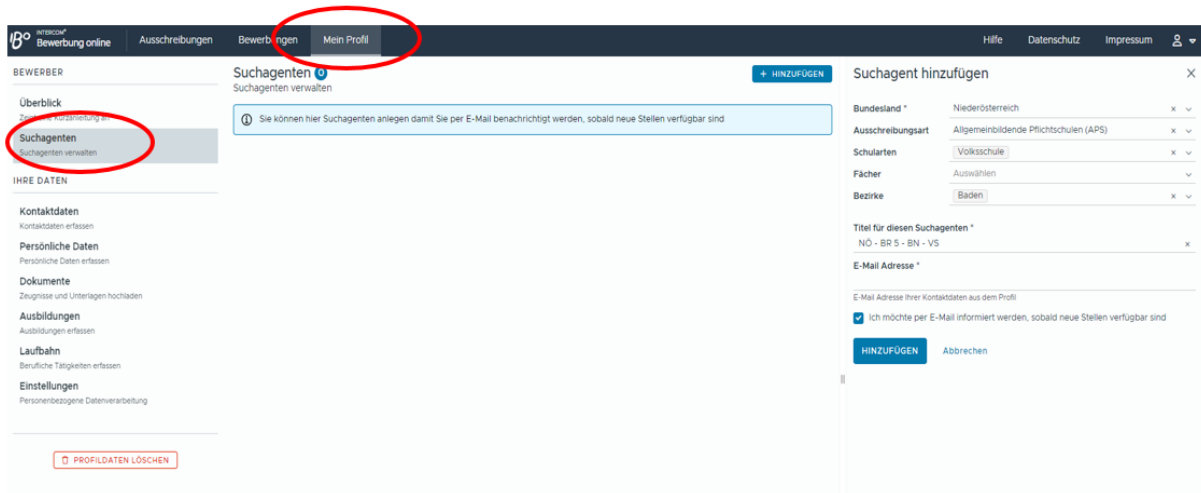 INTERCOM²
Bewerbung online
Ausschreibungen
Bewerbungen
Mein Profil
Hilfe
Datenschutz
Impressum
BEWERBER
Überblick
Zeigt eine Kurzanleitung an
Suchagenten
Suchagenten verwalten
IHRE DATEN
Kontaktdaten
Kontaktdaten erfassen
Persönliche Daten
Persönliche Daten erfassen
Dokumente
Zeugnisse und Unterlagen hochladen
Ausbildungen
Ausbildungen erfassen
Laufbahn
Berufliche Tätigkeiten erfassen
Einstellungen
Personenbezogene Datenverarbeitung
PROFILDATEN LÖSCHEN
Suchagenten 0
Suchagenten verwalten
+ HINZUFÜGEN
Sie können hier Suchagenten anlegen damit Sie per E-Mail benachrichtigt werden, sobald neue Stellen verfügbar sind
Suchagent hinzufügen
Bundesland * Niederösterreich
Ausschreibungsart Allgemeinbildende Pflichtschulen (APS)
Schularten Volksschule
Fächer Auswählen
Bezirke Baden
Titel für diesen Suchagenten *
NÖ - BR 5 - BN - VS
E-Mail Adresse *
E-Mail Adresse Ihrer Kontaktdaten aus dem Profil
Ich möchte per E-Mail informiert werden, sobald neue Stellen verfügbar sind
HINZUFÜGEN Abbrechen